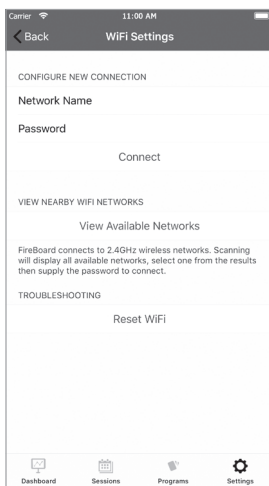 Carrier 11:00 AM
Back WiFi Settings
CONFIGURE NEW CONNECTION
Network Name
Password
Connect
VIEW NEARBY WIFI NETWORKS
View Available Networks
FireBoard connects to 2.4GHz wireless networks. Scanning
will display all available networks, select one from the results
then supply the password to connect.
TROUBLESHOOTING
Reset WiFi
Dashboard Sessions Programs Settings